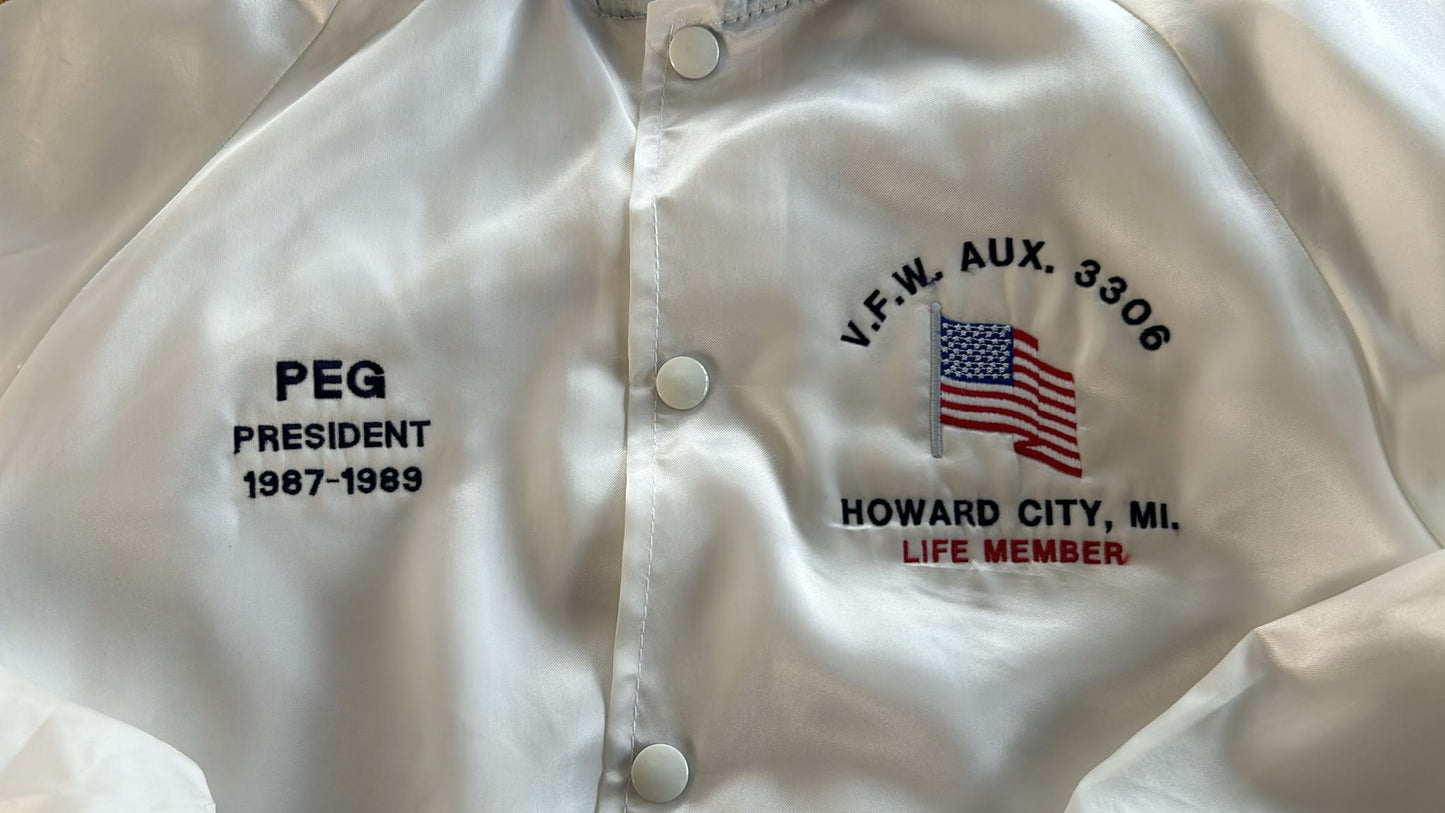 PEG
PRESIDENT
1987-1989
V.F.W. AUX. 3306
HOWARD CITY, MI.
LIFE MEMBER